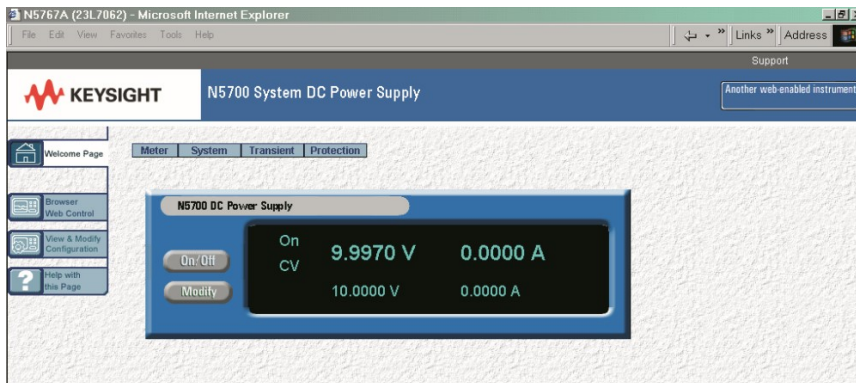 N5767A (23L7062) - Microsoft Internet Explorer
File Edit View Favorites Tools Help
Links » Address
Support
KEYSIGHT
N5700 System DC Power Supply
Another web-enabled instrument
Welcome Page
Meter System Transient Protection
Browser
Web Control
View & Modify
Configuration
Help with
this Page
N5700 DC Power Supply
On/Off
Modify
On
CV
9.9970 V 0.0000 A
10.0000 V 0.0000 A